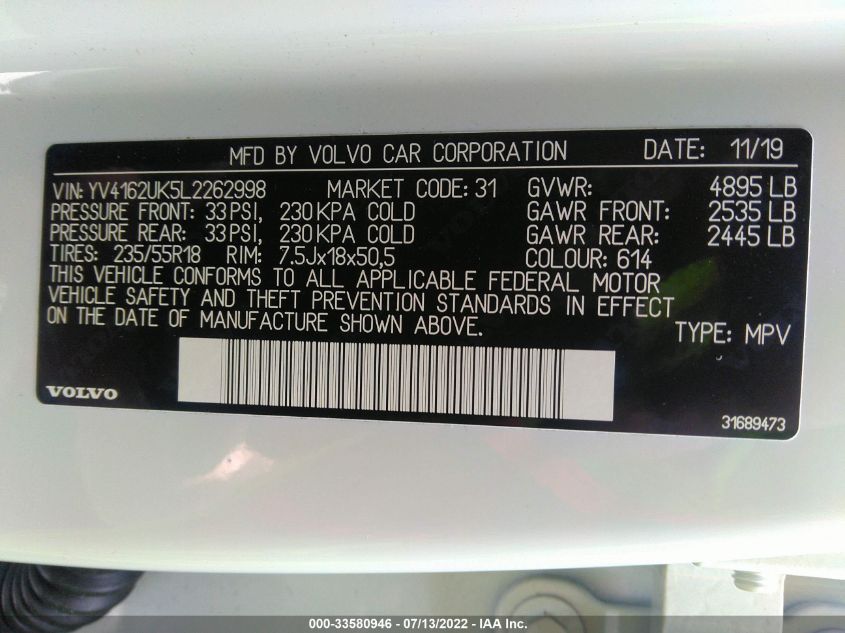 MFD BY VOLVO CAR CORPORATION DATE: 11/19
VIN: YV4162UK5L2262998 MARKET CODE: 31 GVWR: 4895 LB
PRESSURE FRONT: 33 PSI, 230 KPA COLD GAWR FRONT: 2535 LB
PRESSURE REAR: 33 PSI, 230 KPA COLD GAWR REAR: 2445 LB
TIRES: 235/55R18 RIM: 7.5Jx18x50,5 COLOUR: 614
THIS VEHICLE CONFORMS TO ALL APPLICABLE FEDERAL MOTOR
VEHICLE SAFETY AND THEFT PREVENTION STANDARDS IN EFFECT
ON THE DATE OF MANUFACTURE SHOWN ABOVE. TYPE: MPV
VOLVO
31689473
000-33580946 - 07/13/2022 - IAA Inc.